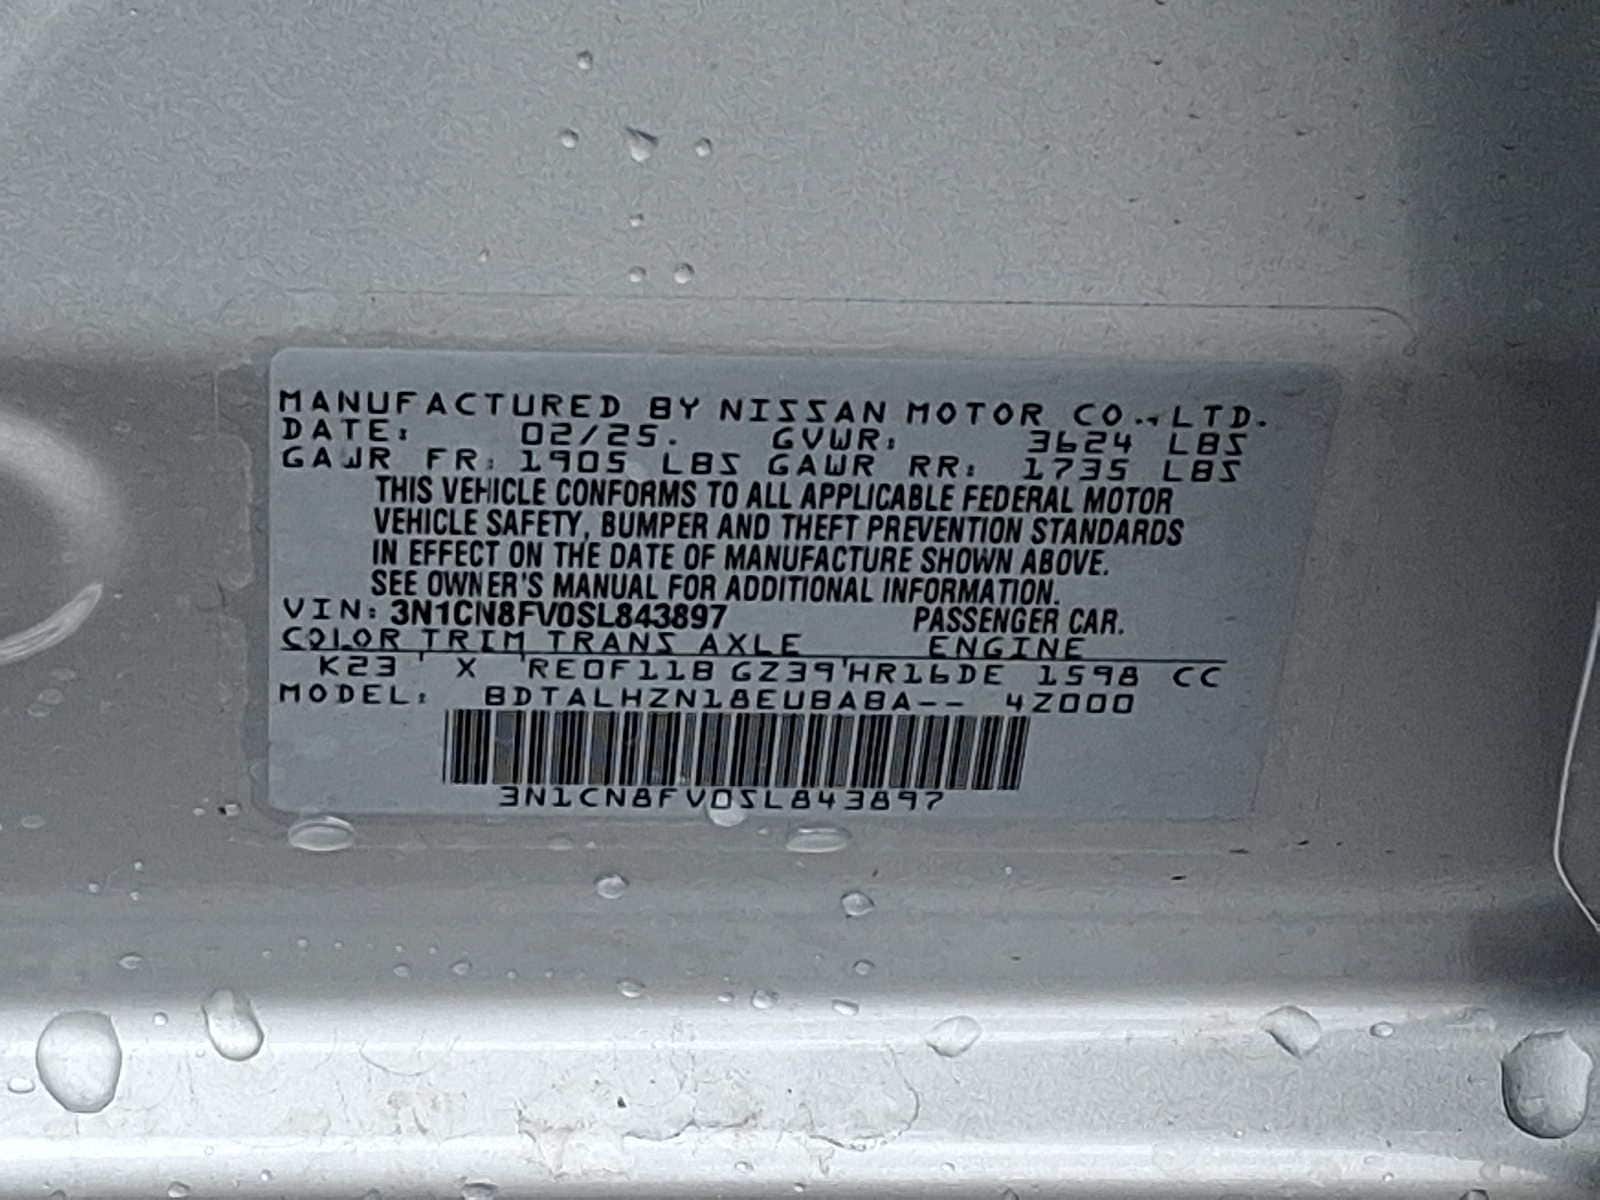 MANUFACTURED BY NISSAN MOTOR CO., LTD.
DATE: 02/25. GVWR: 3624 LBS
GAWR FR: 1905 LBS GAWR RR: 1735 LBS
THIS VEHICLE CONFORMS TO ALL APPLICABLE FEDERAL MOTOR
VEHICLE SAFETY, BUMPER AND THEFT PREVENTION STANDARDS
IN EFFECT ON THE DATE OF MANUFACTURE SHOWN ABOVE.
SEE OWNER'S MANUAL FOR ADDITIONAL INFORMATION.
VIN: 3N1CN8FV0SL843897 PASSENGER CAR.
COLOR TRIM TRANS AXLE ENGINE
K23 X RE0F11B GZ39 HR16DE 1598 CC
MODEL: BDTALHZN18EUBABA-- 4Z000
3N1CN8FV0SL843897